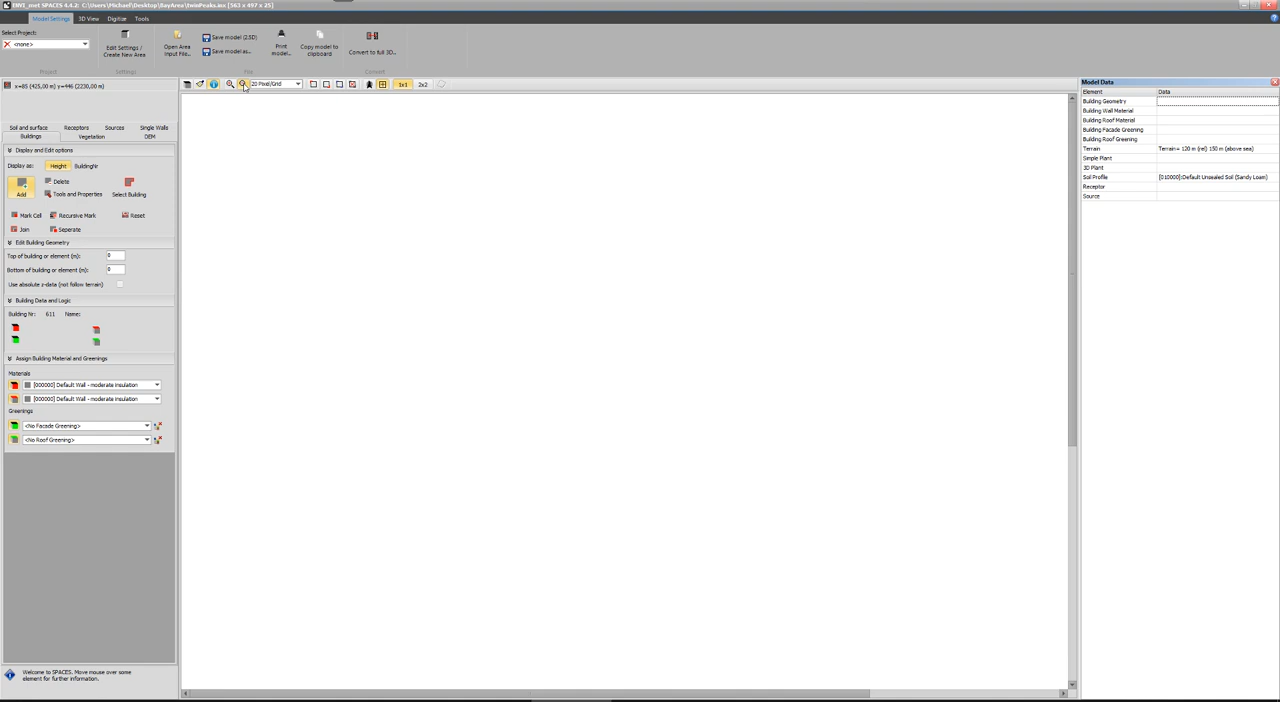 ENVI_met SPACES 4.4.2: C:\Users\Michael\Desktop\BayArea\twinPeaks.inx [563 x 497 x 25]
Model Settings 3D View Digitize Tools
Select Project:
<none>
Edit Settings / Create New Area
Open Area Input File...
Save model (2.5D)
Save model as...
Print model...
Copy model to clipboard
Convert to full 3D...
Project Settings File Convert
x=85 (425,00 m) y=446 (2230,00 m)
20 Pixel/Grid
1x1 2x2
Soil and surface Receptors Sources Single Walls
Buildings Vegetation DEM
Display and Edit options
Display as: Height BuildingNr
Add
Delete
Tools and Properties
Select Building
Mark Cell Recursive Mark Reset
Join Seperate
Edit Building Geometry
Top of building or element (m): 0
Bottom of building or element (m): 0
Use absolute z-data (not follow terrain)
Building Data and Logic
Building Nr: 611 Name:
Assign Building Material and Greenings
Materials
[000000] Default Wall - moderate insulation
[000000] Default Wall - moderate insulation
Greenings
<No Facade Greening>
<No Roof Greening>
Welcome to SPACES. Move mouse over some
element for further information.
Model Data
Element Data
Building Geometry
Building Wall Material
Building Roof Material
Building Facade Greening
Building Roof Greening
Terrain Terrain= 120 m (rel) 150 m (above sea)
Simple Plant
3D Plant
Soil Profile [010000]:Default Unsealed Soil (Sandy Loam)
Receptor
Source